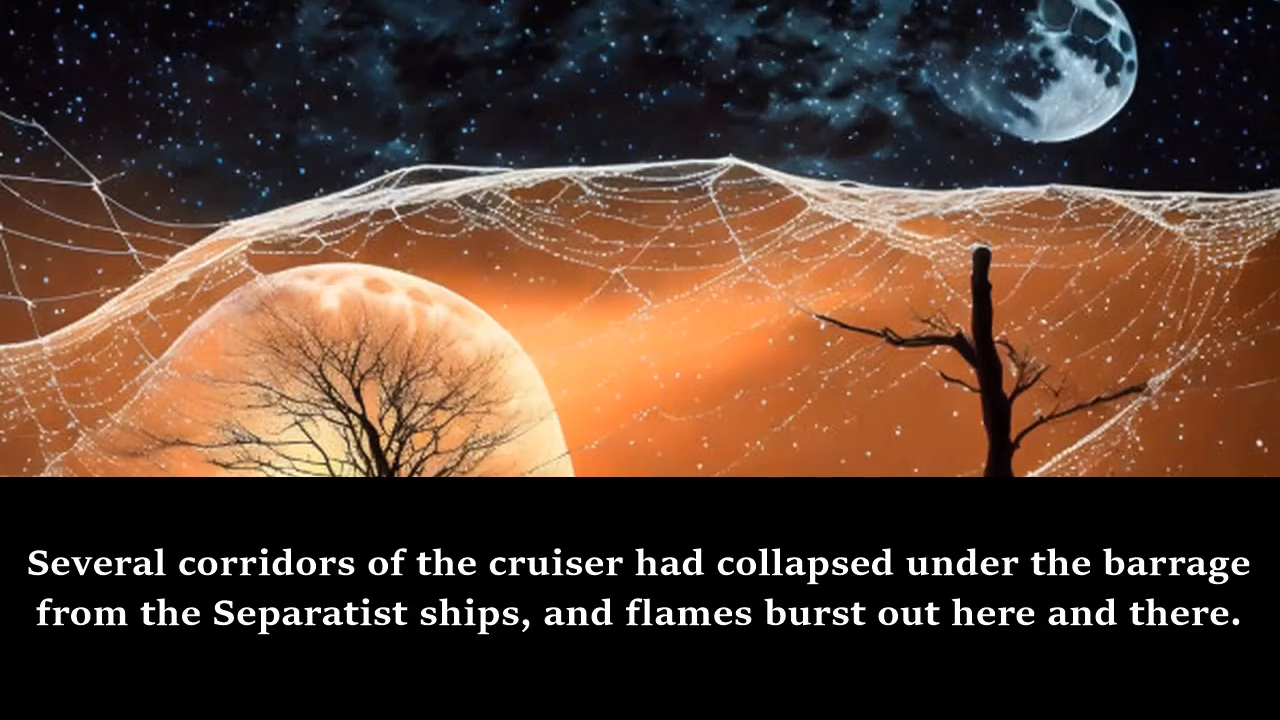 Several corridors of the cruiser had collapsed under the barrage
from the Separatist ships, and flames burst out here and there.